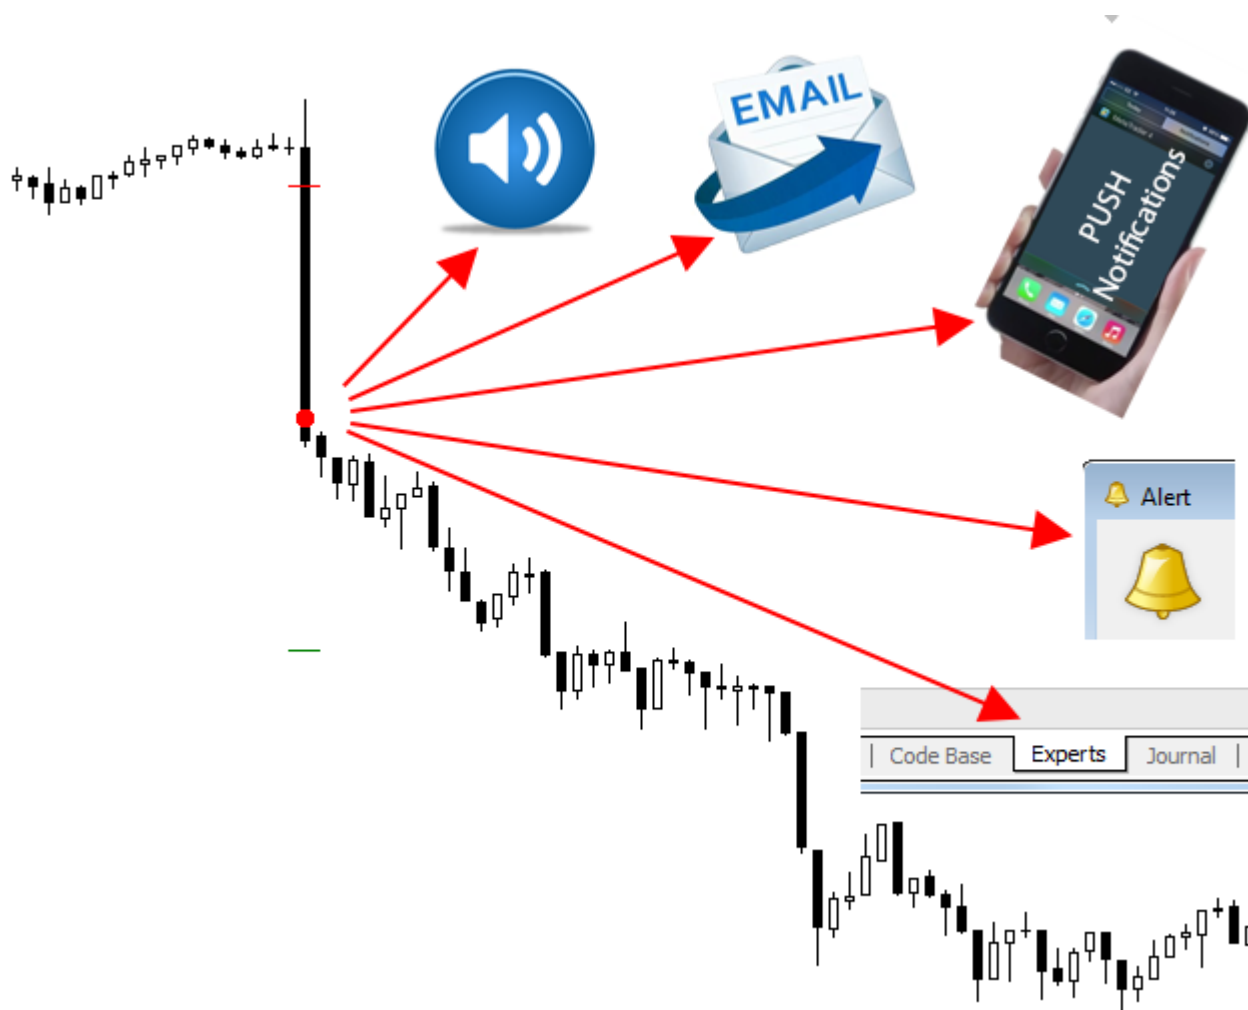 EMAIL
PUSH
Notifications
Alert
| Code Base
Experts
Journal |